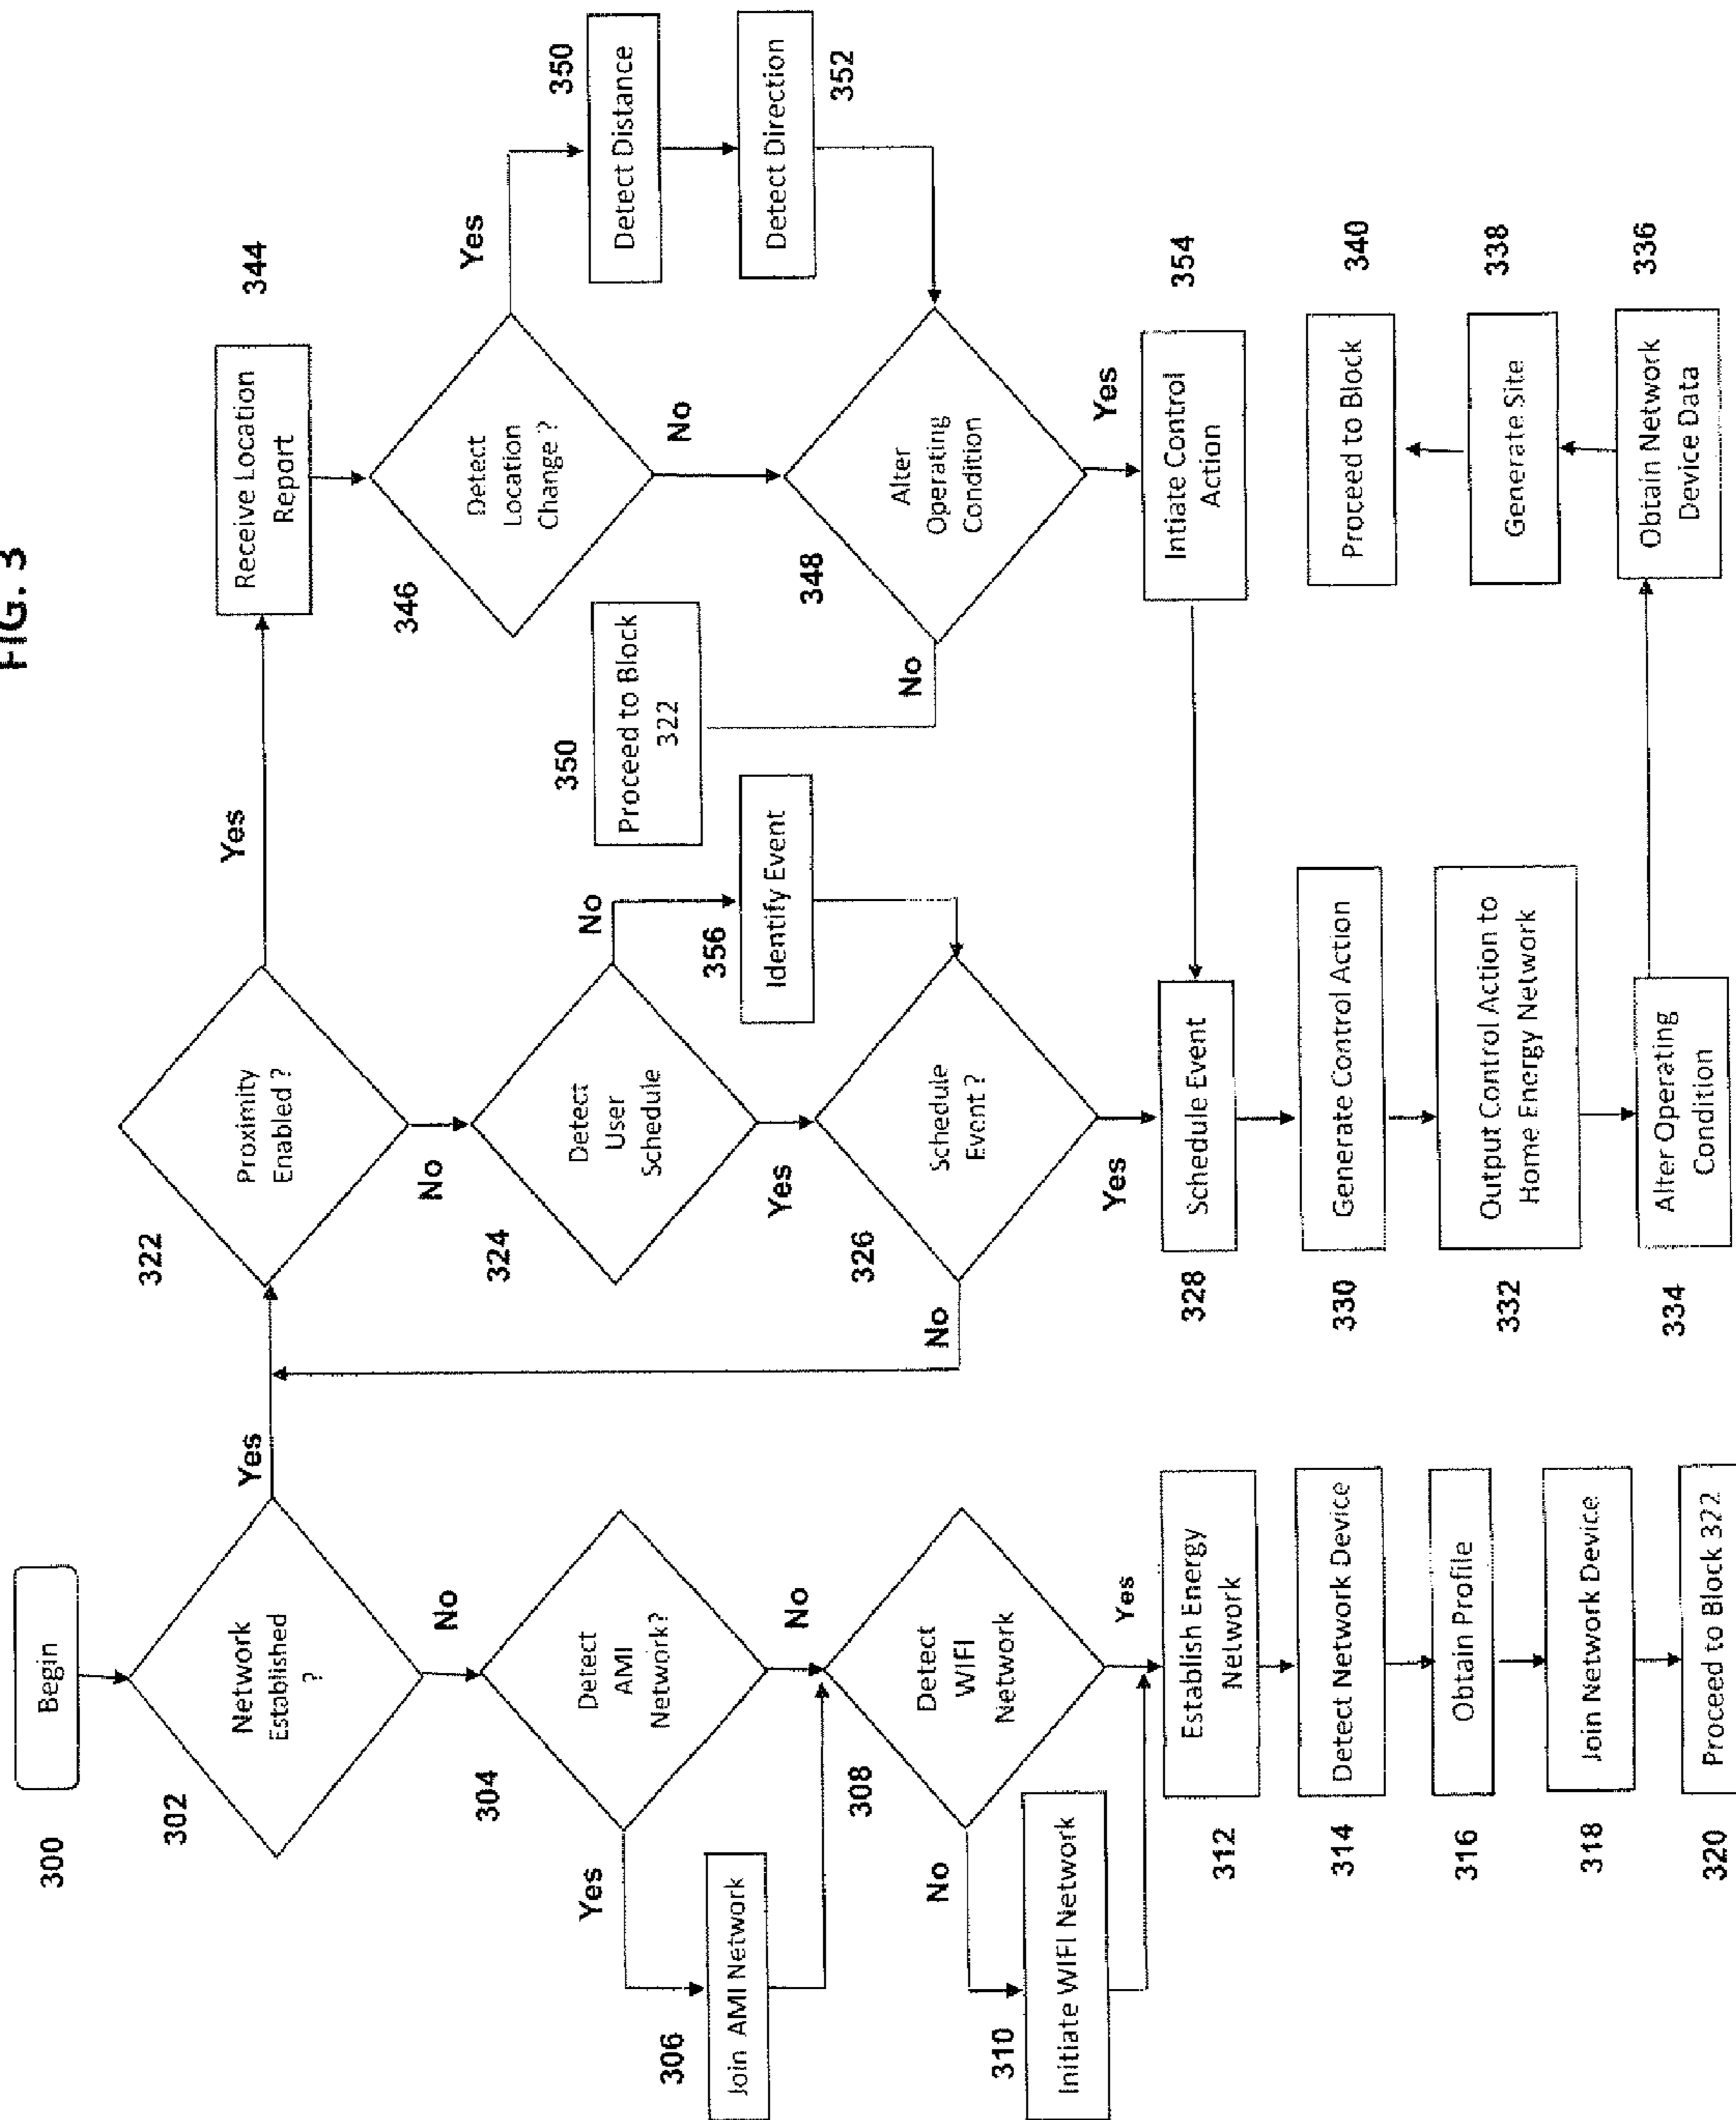 FIG. 3
300
Begin
302
Network
Established
?
Yes
No
304
Detect
AMI
Network?
Yes
No
306
Join AMI Network
308
Detect
WIFI
Network
No
Yes
310
Initiate WIFI Network
312
Establish Energy
Network
314
Detect Network Device
316
Obtain Profile
318
Join Network Device
320
Proceed to Block 322
322
Proximity
Enabled ?
Yes
No
324
Detect
User
Schedule
No
Yes
356
Identify Event
326
Schedule
Event ?
No
Yes
328
Schedule Event
330
Generate Control Action
332
Output Control Action to
Home Energy Network
334
Alter Operating
Condition
344
Receive Location
Report
346
Detect
Location
Change ?
Yes
No
350
Detect Distance
352
Detect Direction
348
Alter
Operating
Condition
No
Yes
350
Proceed to Block
322
354
Intiate Control
Action
340
Proceed to Block
338
Generate Site
336
Obtain Network
Device Data